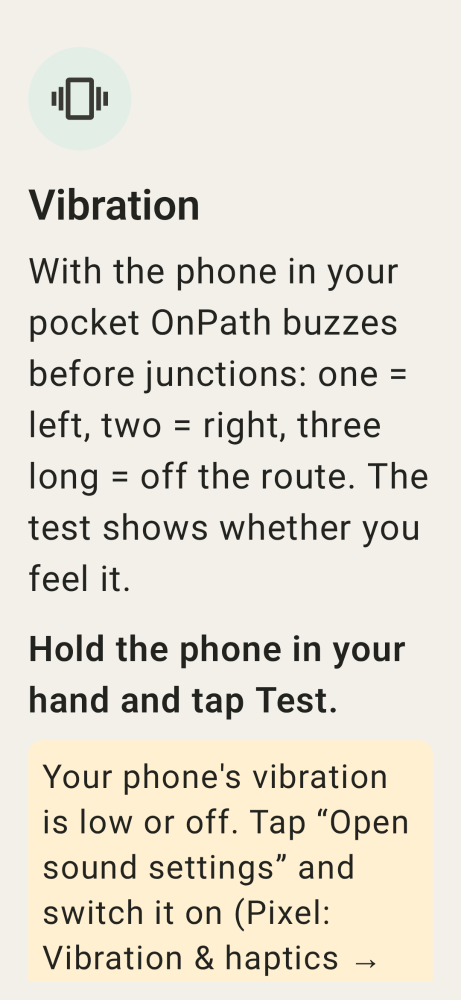 Vibration
With the phone in your
pocket OnPath buzzes
before junctions: one =
left, two = right, three
long = off the route. The
test shows whether you
feel it.
Hold the phone in your
hand and tap Test.
Your phone's vibration
is low or off. Tap “Open
sound settings” and
switch it on (Pixel:
Vibration & haptics →